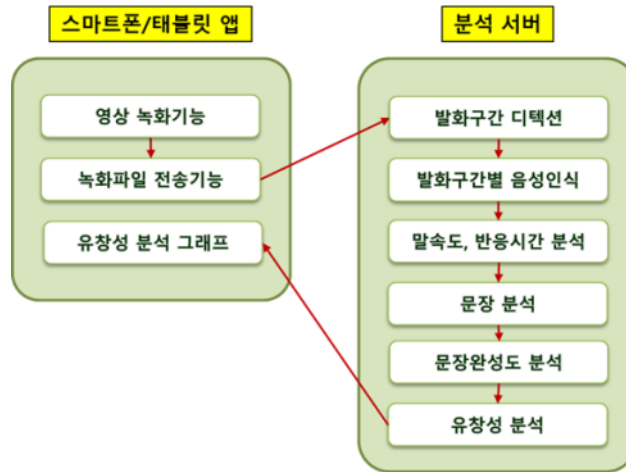 스마트폰/태블릿 앱
영상 녹화기능
녹화파일 전송기능
유창성 분석 그래프
분석 서버
발화구간 디텍션
발화구간별 음성인식
말속도, 반응시간 분석
문장 분석
문장완성도 분석
유창성 분석